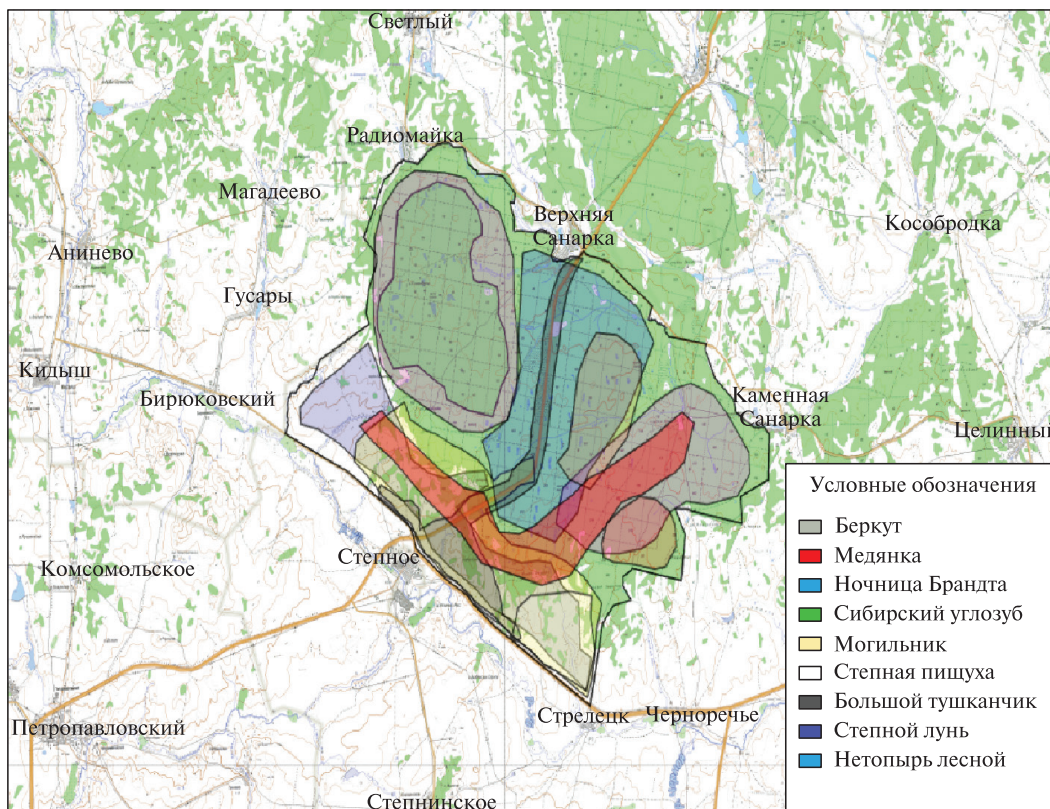 Светлый
Радиомайка
Магадеево
Верхняя
Санарка
Кособродка
Анинево
Гусары
Кидыш
Бирюковский
Каменная
Санарка
Целинный
Степное
Комсомольское
Стрелецк
Черноречье
Петропавловский
Степнинское
Условные обозначения
Беркут
Медянка
Ночница Брандта
Сибирский углозуб
Могильник
Степная пищуха
Большой тушканчик
Степной лунь
Нетопырь лесной